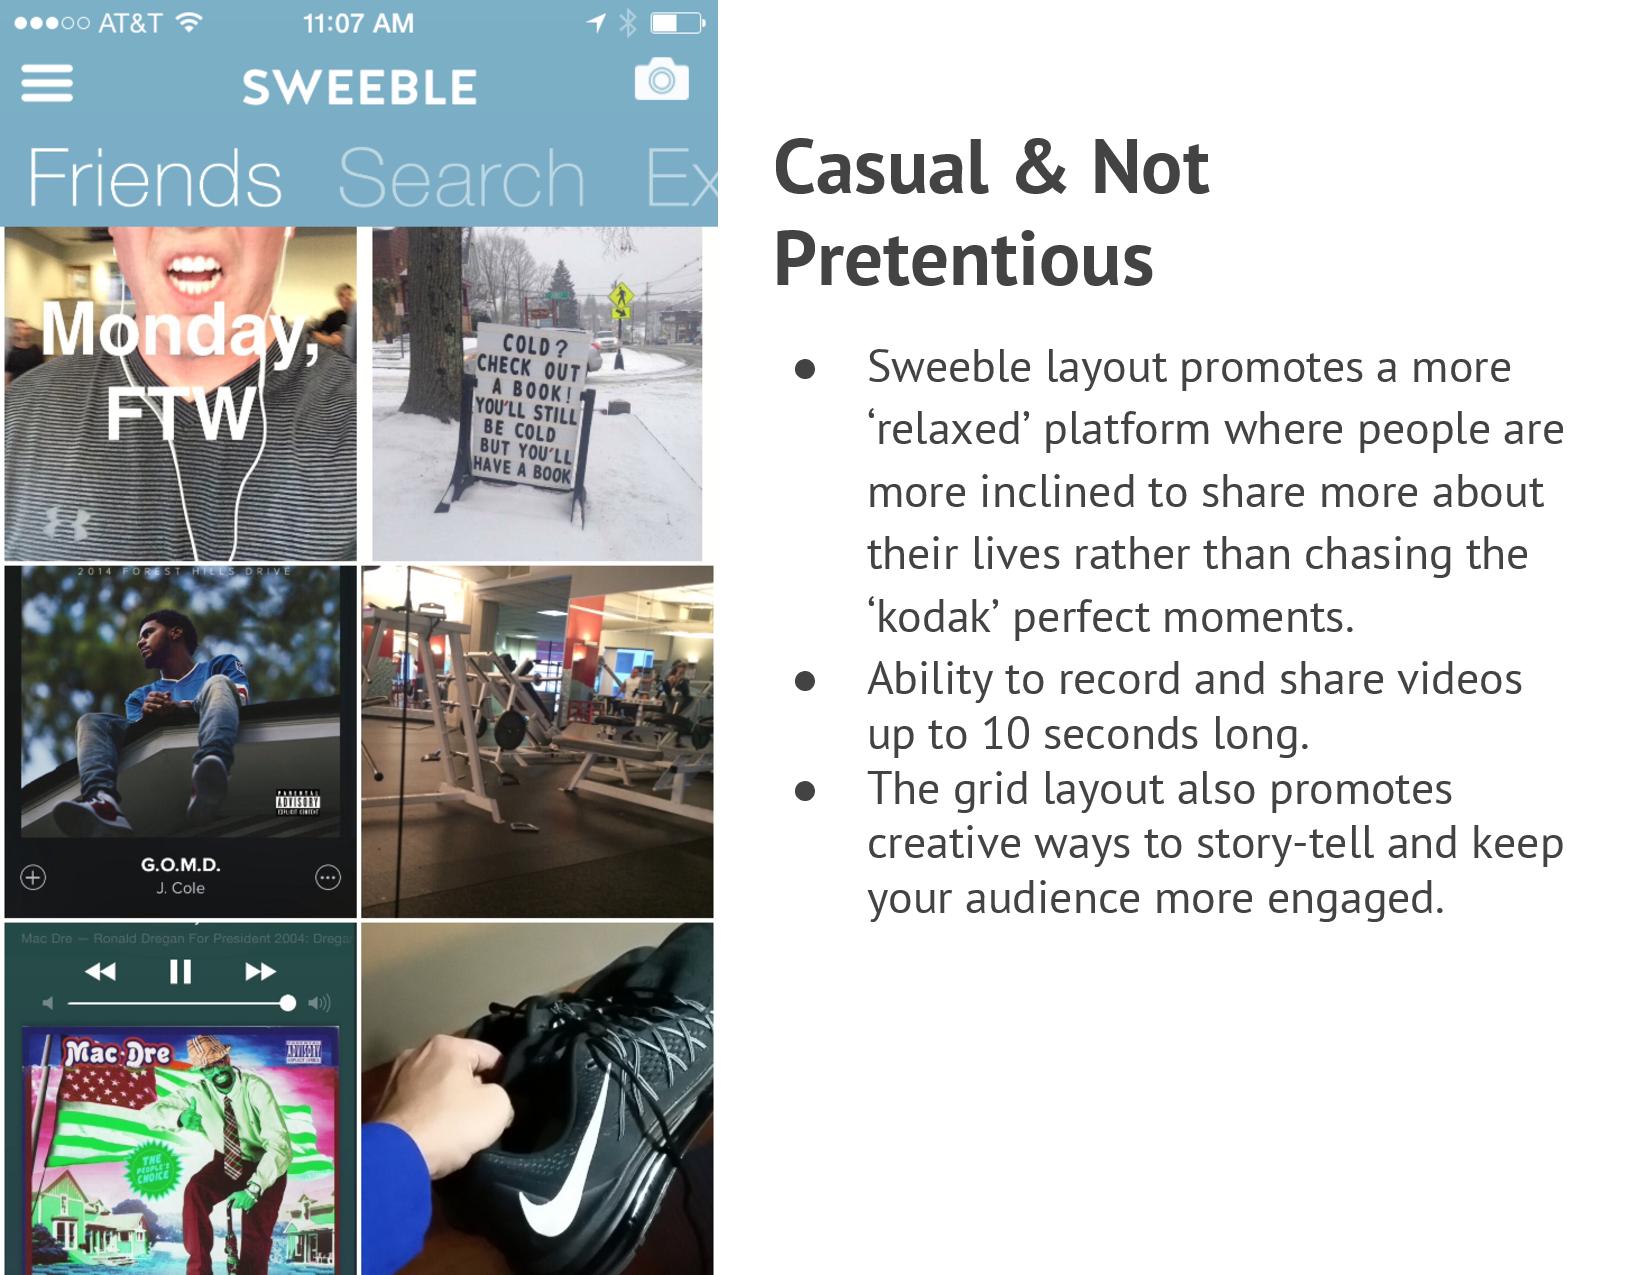 AT&T 11:07 AM
SWEEBLE
Friends Search Ex
Monday,
FTW
COLD?
CHECK OUT
A BOOK!
YOU'LL STILL
BE COLD
BUT YOU'LL
HAVE A BOOK
2014 FOREST HILLS DRIVE
PARENTAL
ADVISORY
EXPLICIT CONTENT
G.O.M.D.
J. Cole
Mac Dre — Ronald Dregan For President 2004: Drega
Mac Dre
PARENTAL
ADVISORY
EXPLICIT LYRICS
THE
PEOPLE'S
CHOICE
Casual & Not
Pretentious
● Sweeble layout promotes a more
‘relaxed’ platform where people are
more inclined to share more about
their lives rather than chasing the
‘kodak’ perfect moments.
● Ability to record and share videos
up to 10 seconds long.
● The grid layout also promotes
creative ways to story-tell and keep
your audience more engaged.